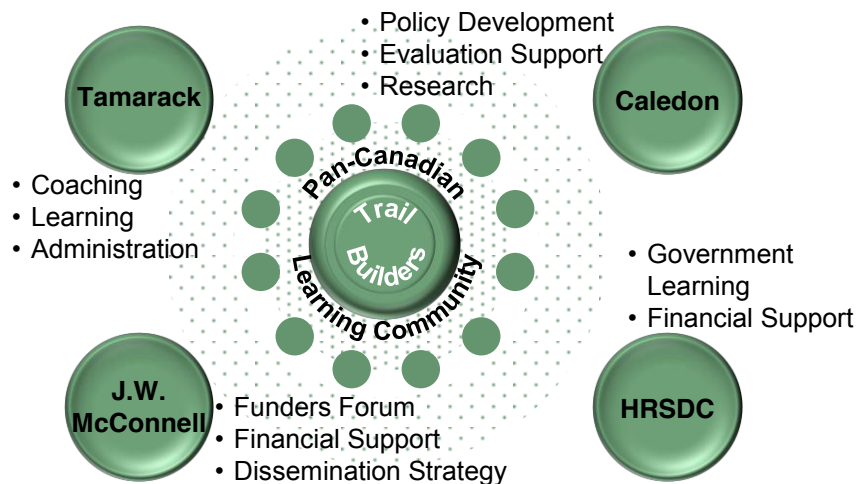 • Policy Development
• Evaluation Support
• Research
Tamarack
Caledon
• Coaching
• Learning
• Administration
Pan-Canadian
Trail
Builders
Learning Community
• Government
Learning
• Financial Support
J.W.
McConnell
• Funders Forum
• Financial Support
• Dissemination Strategy
HRSDC